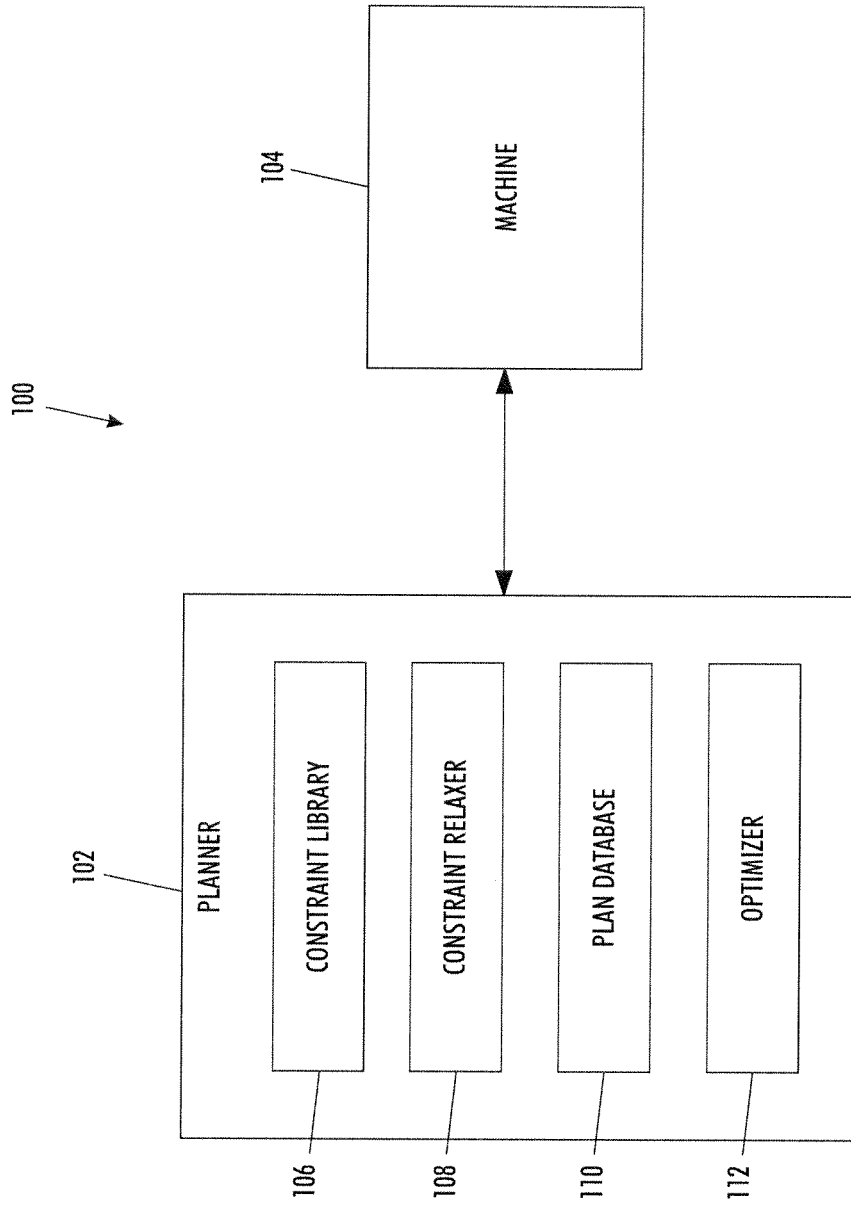 100
102
PLANNER
CONSTRAINT LIBRARY
106
CONSTRAINT RELAXER
108
PLAN DATABASE
110
OPTIMIZER
112
104
MACHINE